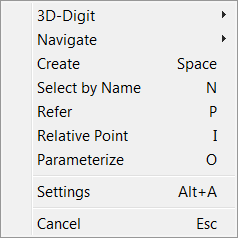 3D-Digit
Navigate
Create Space
Select by Name N
Refer P
Relative Point I
Parameterize O
Settings Alt+A
Cancel Esc